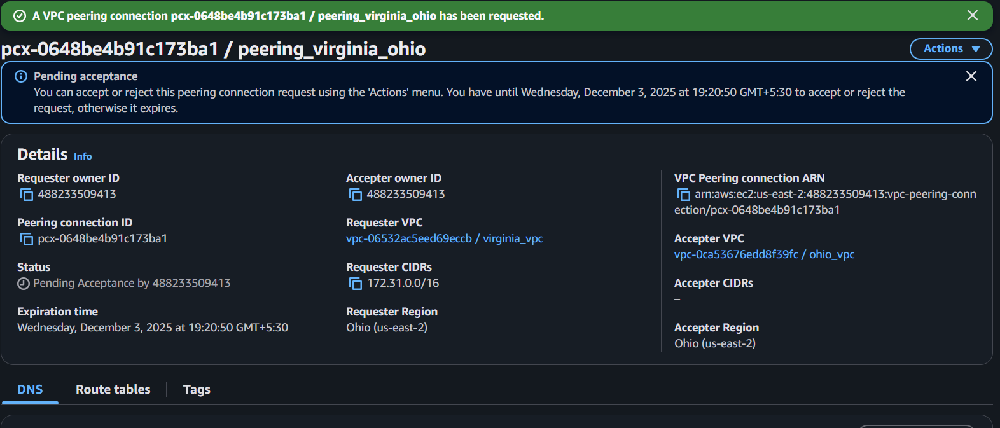 A VPC peering connection pcx-0648be4b91c173ba1 / peering_virginia_ohio has been requested.
pcx-0648be4b91c173ba1 / peering_virginia_ohio
Actions
Pending acceptance
You can accept or reject this peering connection request using the 'Actions' menu. You have until Wednesday, December 3, 2025 at 19:20:50 GMT+5:30 to accept or reject the
request, otherwise it expires.
Details Info
Requester owner ID
488233509413
Peering connection ID
pcx-0648be4b91c173ba1
Status
Pending Acceptance by 488233509413
Expiration time
Wednesday, December 3, 2025 at 19:20:50 GMT+5:30
Accepter owner ID
488233509413
Requester VPC
vpc-06532ac5eed69eccb / virginia_vpc
Requester CIDRs
172.31.0.0/16
Requester Region
Ohio (us-east-2)
VPC Peering connection ARN
arn:aws:ec2:us-east-2:488233509413:vpc-peering-conn
ection/pcx-0648be4b91c173ba1
Accepter VPC
vpc-0ca53676edd8f39fc / ohio_vpc
Accepter CIDRs
–
Accepter Region
Ohio (us-east-2)
DNS
Route tables
Tags